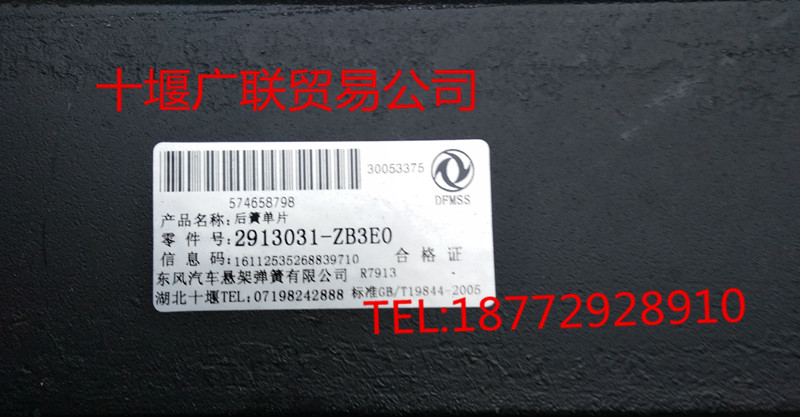 十堰广联贸易公司
30053375
574658798
DFMSS
产品名称:后簧单片
零件号:2913031-ZB3E0
信息码:16112535268839710 合格证
东风汽车悬架弹簧有限公司 R7913
湖北十堰TEL:07198242888 标准GB/T19844-2005
TEL:18772928910